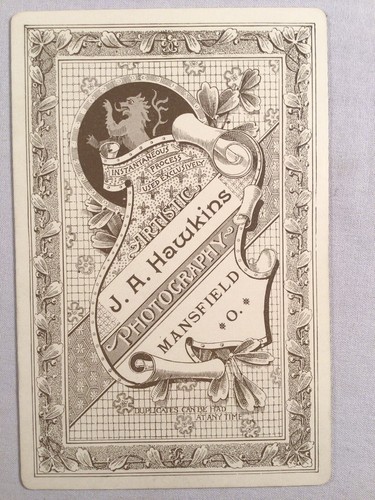 INSTANTANEOUS
PROCESS
USED EXCLUSIVELY
ARTISTIC
J. A. HAWKINS
PHOTOGRAPHY
MANSFIELD
O.
DUPLICATES CAN BE HAD
AT ANY TIME